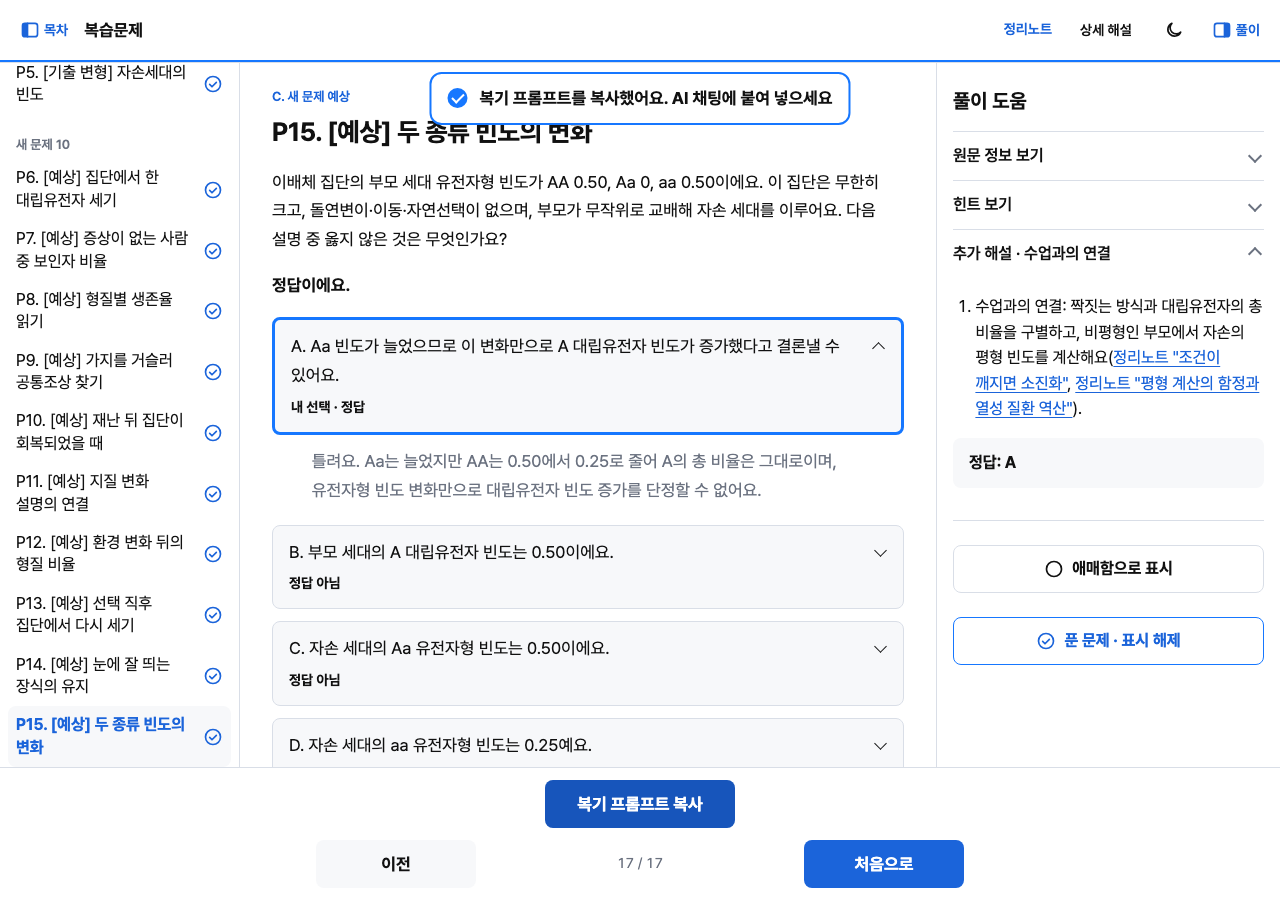 목차
복습문제
정리노트
상세 해설
풀이
P5. [기출 변형] 자손세대의
빈도
새 문제 10
P6. [예상] 집단에서 한
대립유전자 세기
P7. [예상] 증상이 없는 사람
중 보인자 비율
P8. [예상] 형질별 생존율
읽기
P9. [예상] 가지를 거슬러
공통조상 찾기
P10. [예상] 재난 뒤 집단이
회복되었을 때
P11. [예상] 지질 변화
설명의 연결
P12. [예상] 환경 변화 뒤의
형질 비율
P13. [예상] 선택 직후
집단에서 다시 세기
P14. [예상] 눈에 잘 띄는
장식의 유지
P15. [예상] 두 종류 빈도의
변화
복기 프롬프트를 복사했어요. AI 채팅에 붙여 넣으세요
C. 새 문제 예상
P15. [예상] 두 종류 빈도의 변화
이배체 집단의 부모 세대 유전자형 빈도가 AA 0.50, Aa 0, aa 0.50이에요. 이 집단은 무한히
크고, 돌연변이·이동·자연선택이 없으며, 부모가 무작위로 교배해 자손 세대를 이루어요. 다음
설명 중 옳지 않은 것은 무엇인가요?
정답이에요.
A. Aa 빈도가 늘었으므로 이 변화만으로 A 대립유전자 빈도가 증가했다고 결론낼 수
있어요.
내 선택 · 정답
틀려요. Aa는 늘었지만 AA는 0.50에서 0.25로 줄어 A의 총 비율은 그대로이며,
유전자형 빈도 변화만으로 대립유전자 빈도 증가를 단정할 수 없어요.
B. 부모 세대의 A 대립유전자 빈도는 0.50이에요.
정답 아님
C. 자손 세대의 Aa 유전자형 빈도는 0.50이에요.
정답 아님
D. 자손 세대의 aa 유전자형 빈도는 0.25예요.
풀이 도움
원문 정보 보기
힌트 보기
추가 해설 · 수업과의 연결
1. 수업과의 연결: 짝짓는 방식과 대립유전자의 총
비율을 구별하고, 비평형인 부모에서 자손의
평형 빈도를 계산해요(정리노트 "조건이
깨지면 소진화", 정리노트 "평형 계산의 함정과
열성 질환 역산").
정답: A
애매함으로 표시
푼 문제 · 표시 해제
복기 프롬프트 복사
이전
17 / 17
처음으로